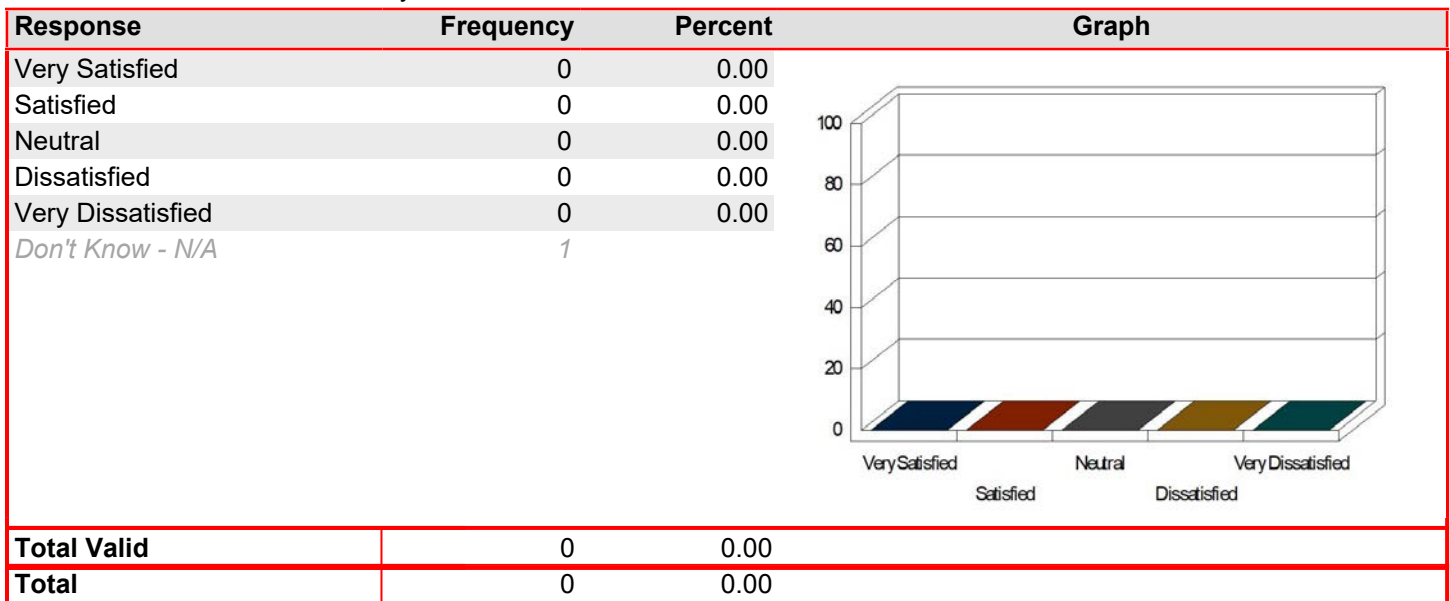 Response Frequency Percent Graph
Very Satisfied 0 0.00
Satisfied 0 0.00
Neutral 0 0.00
Dissatisfied 0 0.00
Very Dissatisfied 0 0.00
Don't Know - N/A 1
100
80
60
40
20
0
Very Satisfied Neutral Very Dissatisfied
Satisfied Dissatisfied
Total Valid 0 0.00
Total 0 0.00